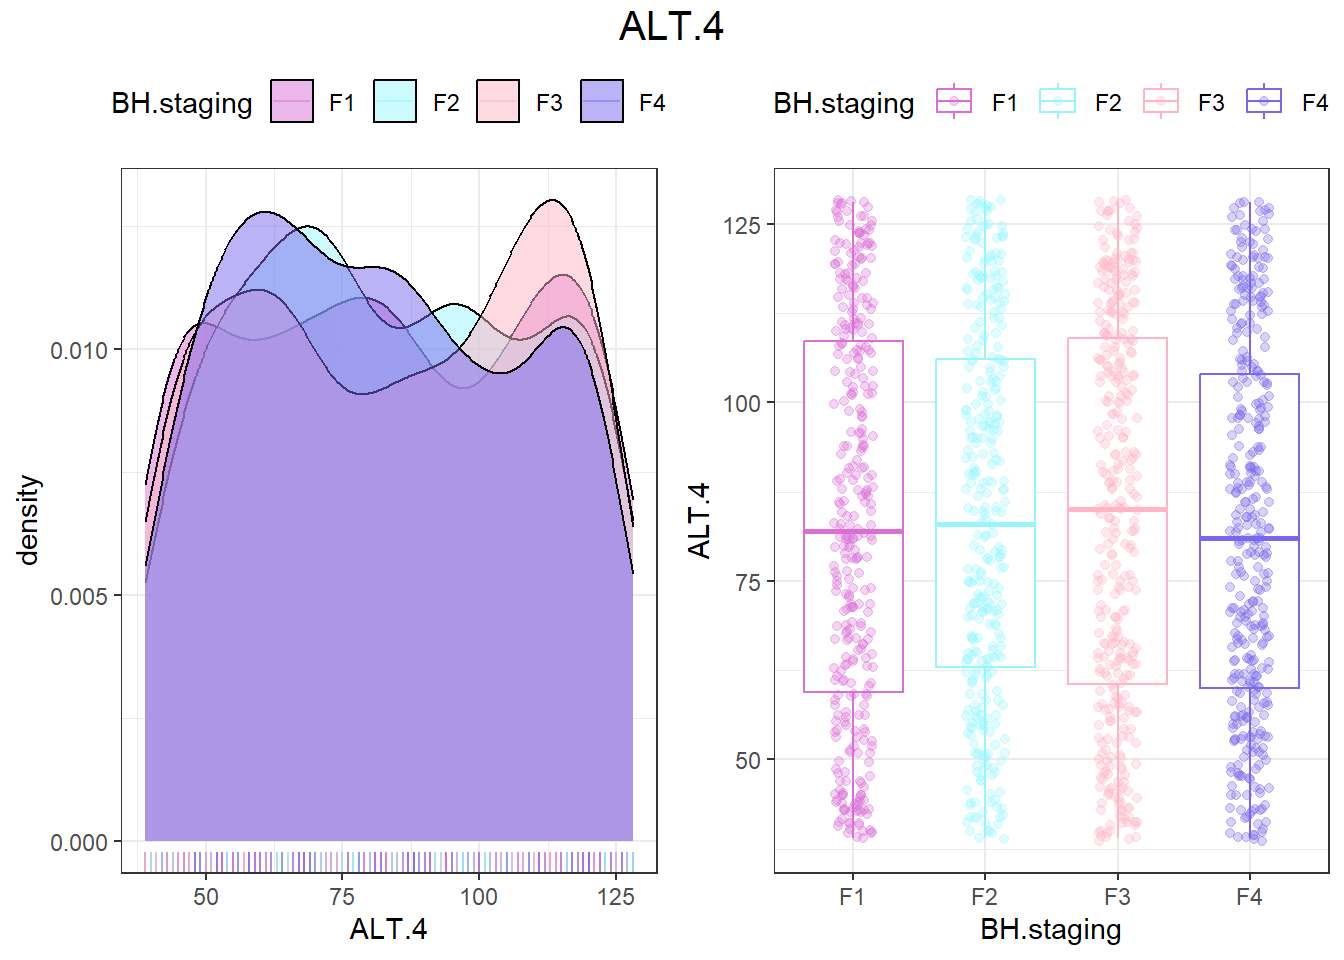 ALT.4
BH.staging F1 F2 F3 F4
BH.staging F1 F2 F3 F4
density
0.010
0.005
0.000
50 75 100 125
ALT.4
ALT.4
125
100
75
50
F1 F2 F3 F4
BH.staging